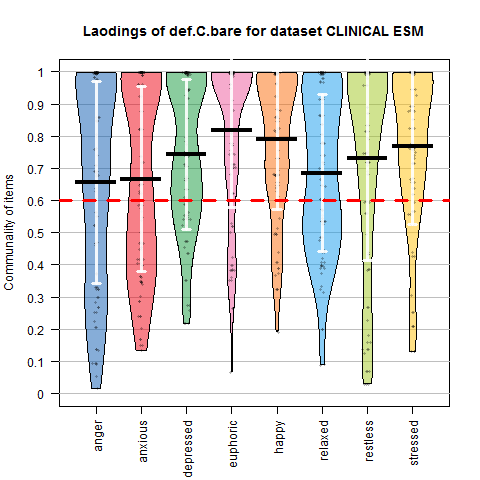 Laodings of def.C.bare for dataset CLINICAL ESM
Communality of items
1
0.9
0.8
0.7
0.6
0.5
0.4
0.3
0.2
0.1
0
anger
anxious
depressed
euphoric
happy
relaxed
restless
stressed